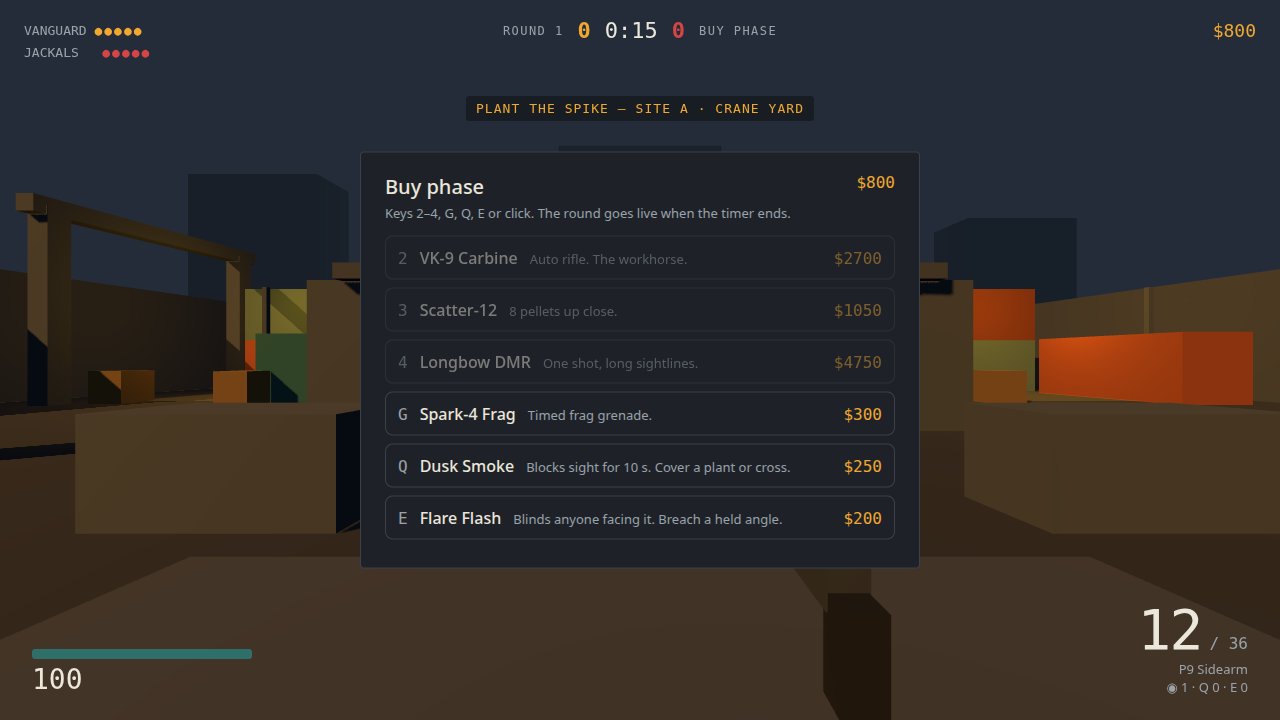 VANGUARD
JACKALS
ROUND 1 0 0:15 0 BUY PHASE
$800
PLANT THE SPIKE — SITE A · CRANE YARD
Buy phase $800
Keys 2–4, G, Q, E or click. The round goes live when the timer ends.
2 VK-9 Carbine Auto rifle. The workhorse. $2700
3 Scatter-12 8 pellets up close. $1050
4 Longbow DMR One shot, long sightlines. $4750
G Spark-4 Frag Timed frag grenade. $300
Q Dusk Smoke Blocks sight for 10 s. Cover a plant or cross. $250
E Flare Flash Blinds anyone facing it. Breach a held angle. $200
100
12 / 36
P9 Sidearm
◉ 1 · Q 0 · E 0